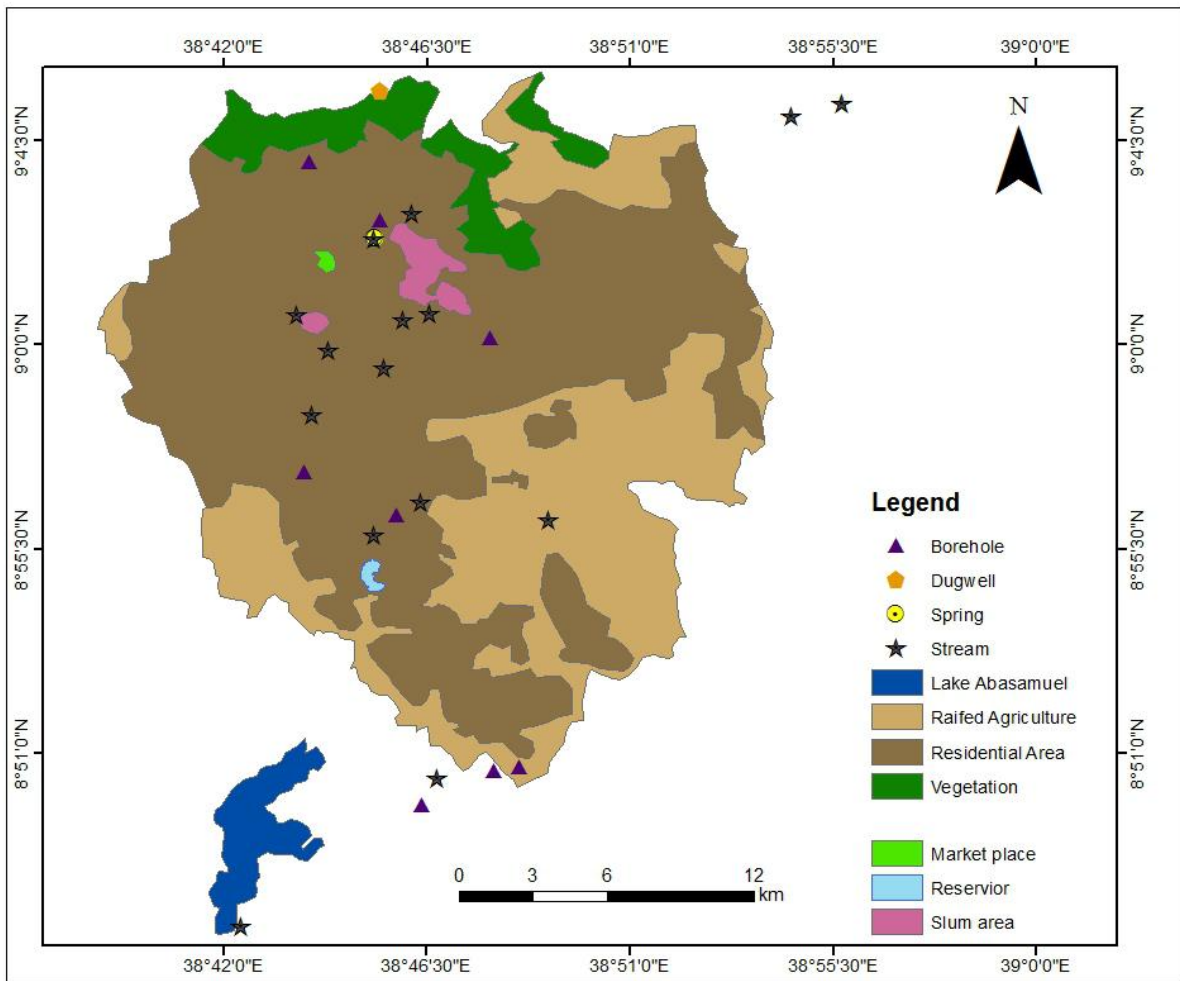 38°42'0"E 38°46'30"E 38°51'0"E 38°55'30"E 39°0'0"E
9°4'30"N
9°0'0"N
8°55'30"N
8°51'0"N
N
9°4'30"N
9°0'0"N
8°55'30"N
8°51'0"N
Legend
Borehole
Dugwell
Spring
Stream
Lake Abasamuel
Raifed Agriculture
Residential Area
Vegetation
Market place
Reservior
Slum area
0 3 6 12
km
38°42'0"E 38°46'30"E 38°51'0"E 38°55'30"E 39°0'0"E